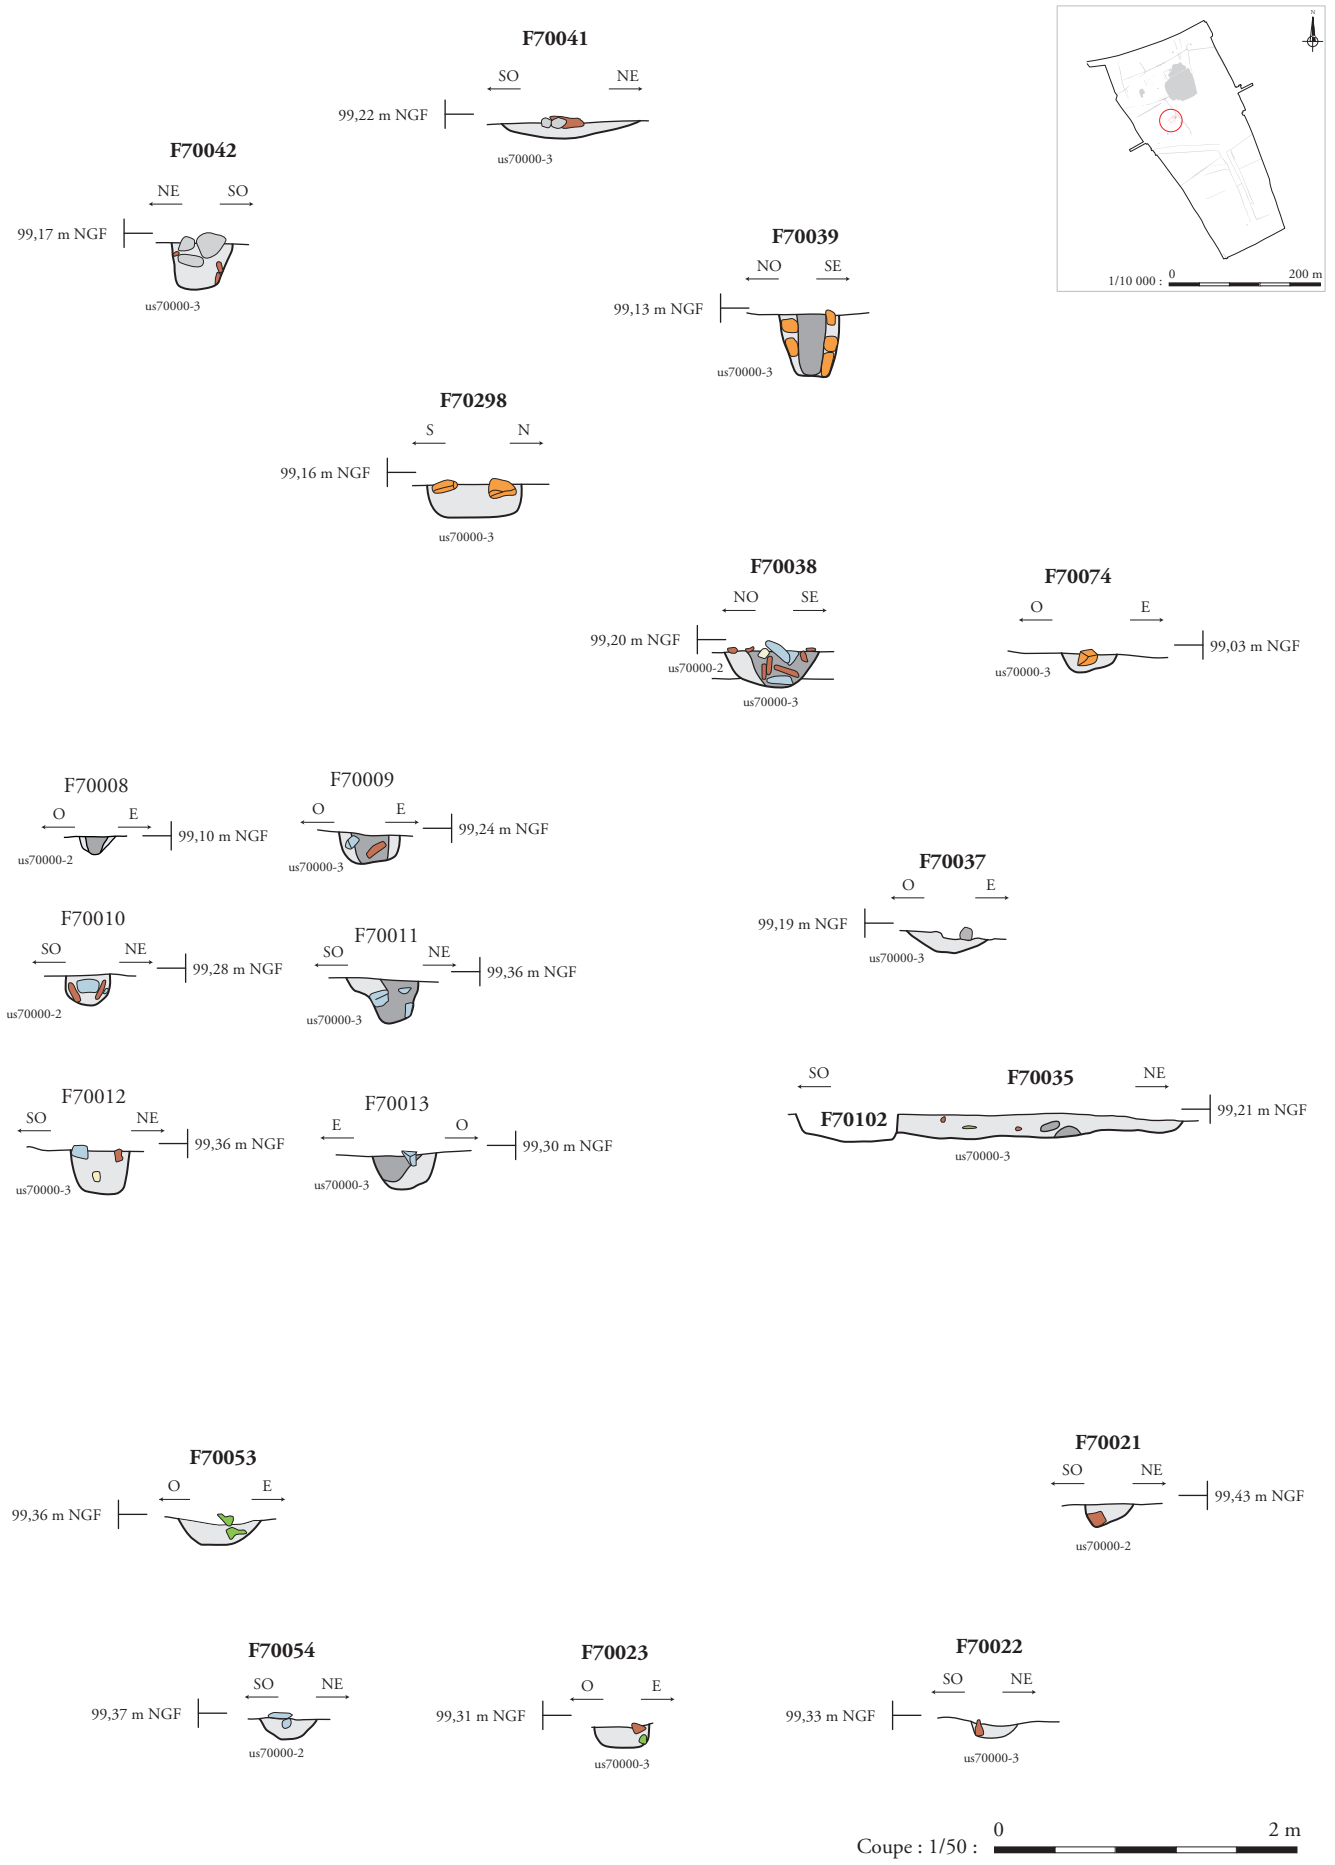 F70041
SO NE
99,22 m NGF
us70000-3
N
1/10 000 : 0 200 m
F70042
NE SO
99,17 m NGF
us70000-3
F70039
NO SE
99,13 m NGF
us70000-3
F70298
S N
99,16 m NGF
us70000-3
F70038
NO SE
99,20 m NGF
us70000-2
us70000-3
F70074
O E
99,03 m NGF
us70000-3
F70008
O E
99,10 m NGF
us70000-2
F70009
O E
99,24 m NGF
us70000-3
F70037
O E
99,19 m NGF
us70000-3
F70010
SO NE
99,28 m NGF
us70000-2
F70011
SO NE
99,36 m NGF
us70000-3
F70012
SO NE
99,36 m NGF
us70000-3
F70013
E O
99,30 m NGF
us70000-3
SO F70035 NE
F70102
99,21 m NGF
us70000-3
F70053
O E
99,36 m NGF
F70021
SO NE
99,43 m NGF
us70000-2
F70054
SO NE
99,37 m NGF
us70000-2
F70023
O E
99,31 m NGF
us70000-3
F70022
SO NE
99,33 m NGF
us70000-3
Coupe : 1/50 : 0 2 m